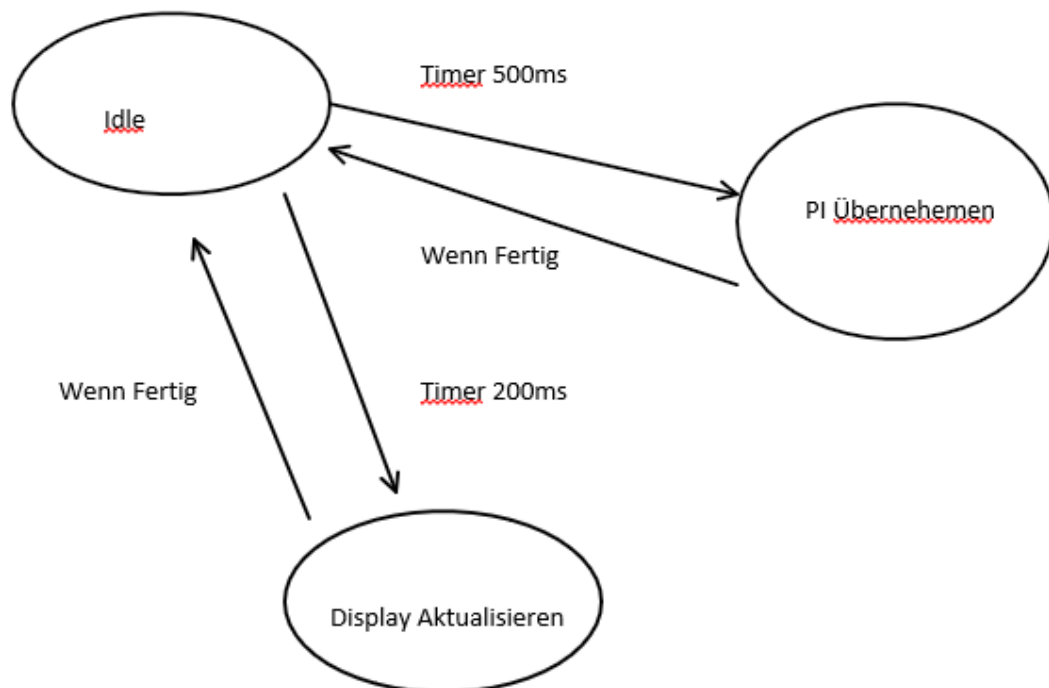 Timer 500ms
Idle
PI Übernehemen
Wenn Fertig
Wenn Fertig
Timer 200ms
Display Aktualisieren